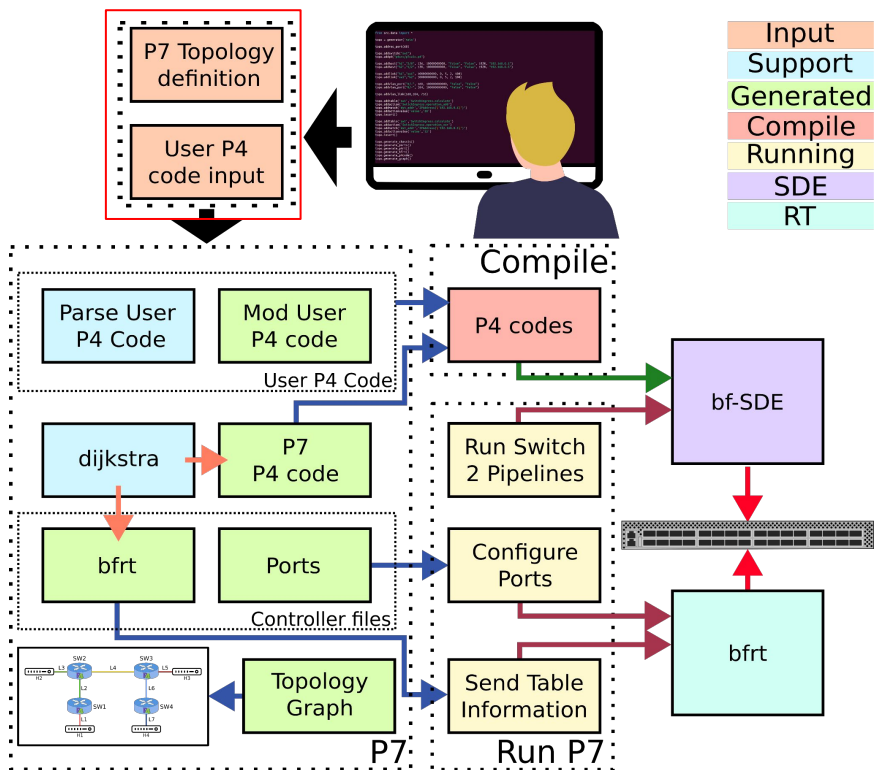 P7 Topology
definition
User P4
code input
Input
Support
Generated
Compile
Running
SDE
RT
Parse User
P4 Code
Mod User
P4 code
User P4 Code
dijkstra
P7
P4 code
bfrt
Ports
Controller files
SW2
SW3
L3
L4
L5
H2
H3
L2
L6
SW1
SW4
L1
L7
H1
H4
Topology
Graph
P7
Compile
P4 codes
Run Switch
2 Pipelines
Configure
Ports
Send Table
Information
Run P7
bf-SDE
bfrt